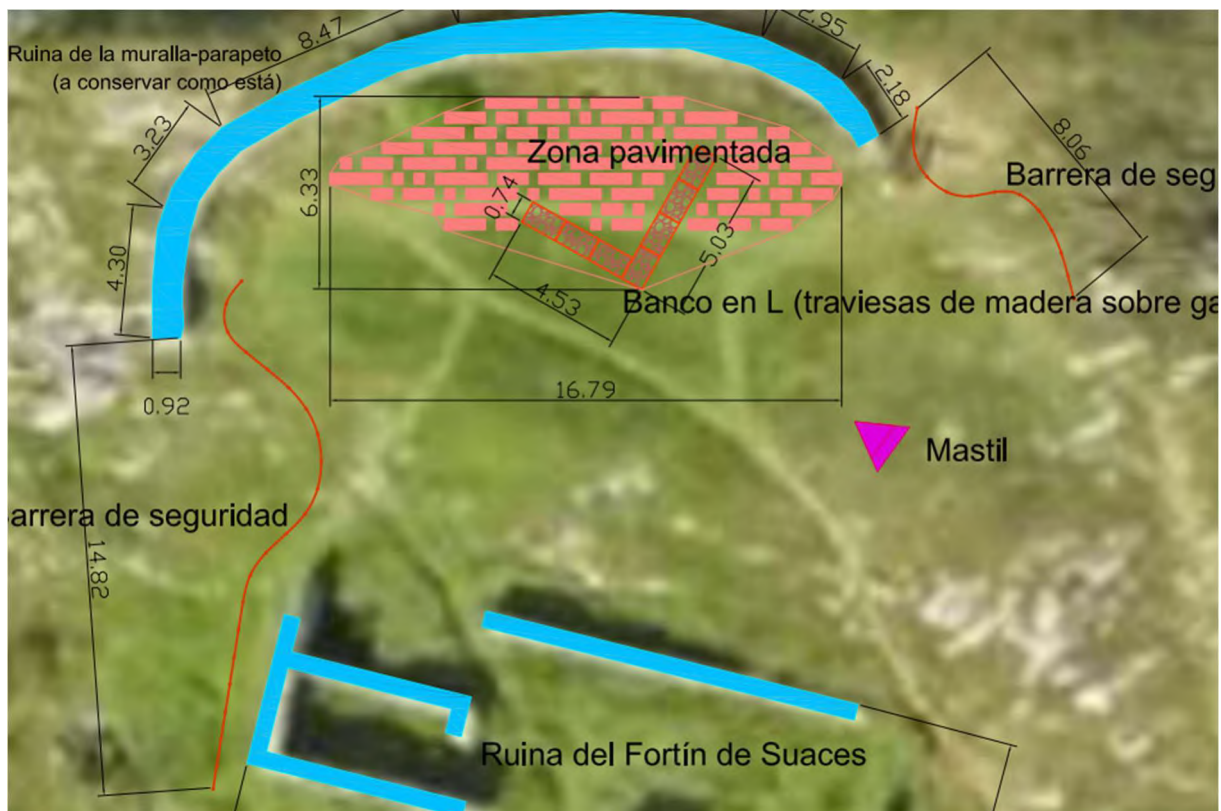 2.95
8.47
Ruina de la muralla-parapeto
(a conservar como está)
2.18
3.23
8.06
Zona pavimentada
Barrera de seg
6.33
0.74
5.03
4.30
4.53
Banco en L (traviesas de madera sobre ga
16.79
0.92
Mastil
arrera de seguridad
14.82
Ruina del Fortín de Suaces